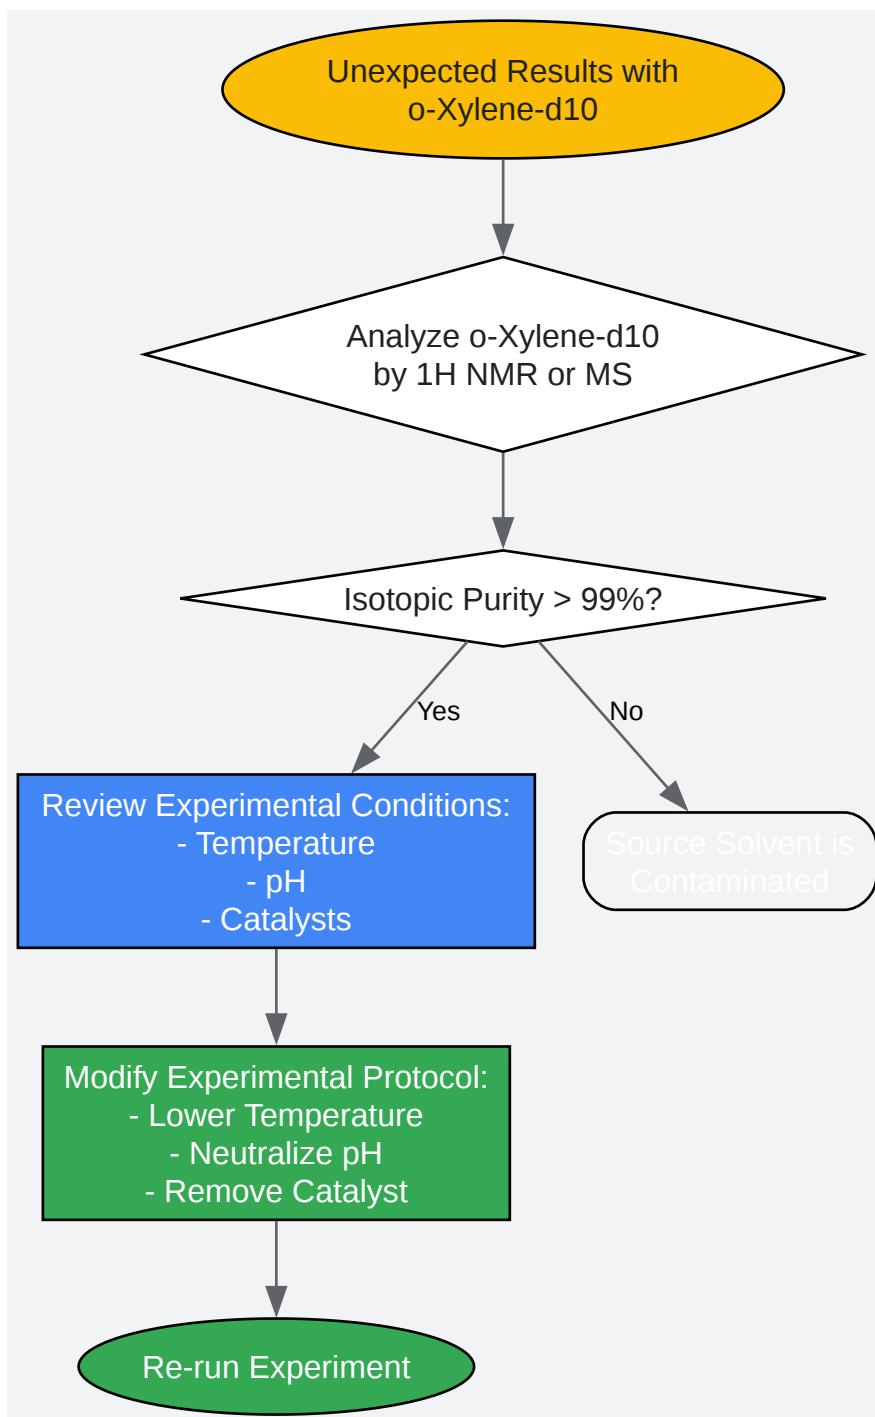 Unexpected Results with
o-Xylene-d10
Analyze o-Xylene-d10
by 1H NMR or MS
Isotopic Purity > 99%?
Yes
No
Review Experimental Conditions:
- Temperature
- pH
- Catalysts
Source Solvent is
Contaminated
Modify Experimental Protocol:
- Lower Temperature
- Neutralize pH
- Remove Catalyst
Re-run Experiment